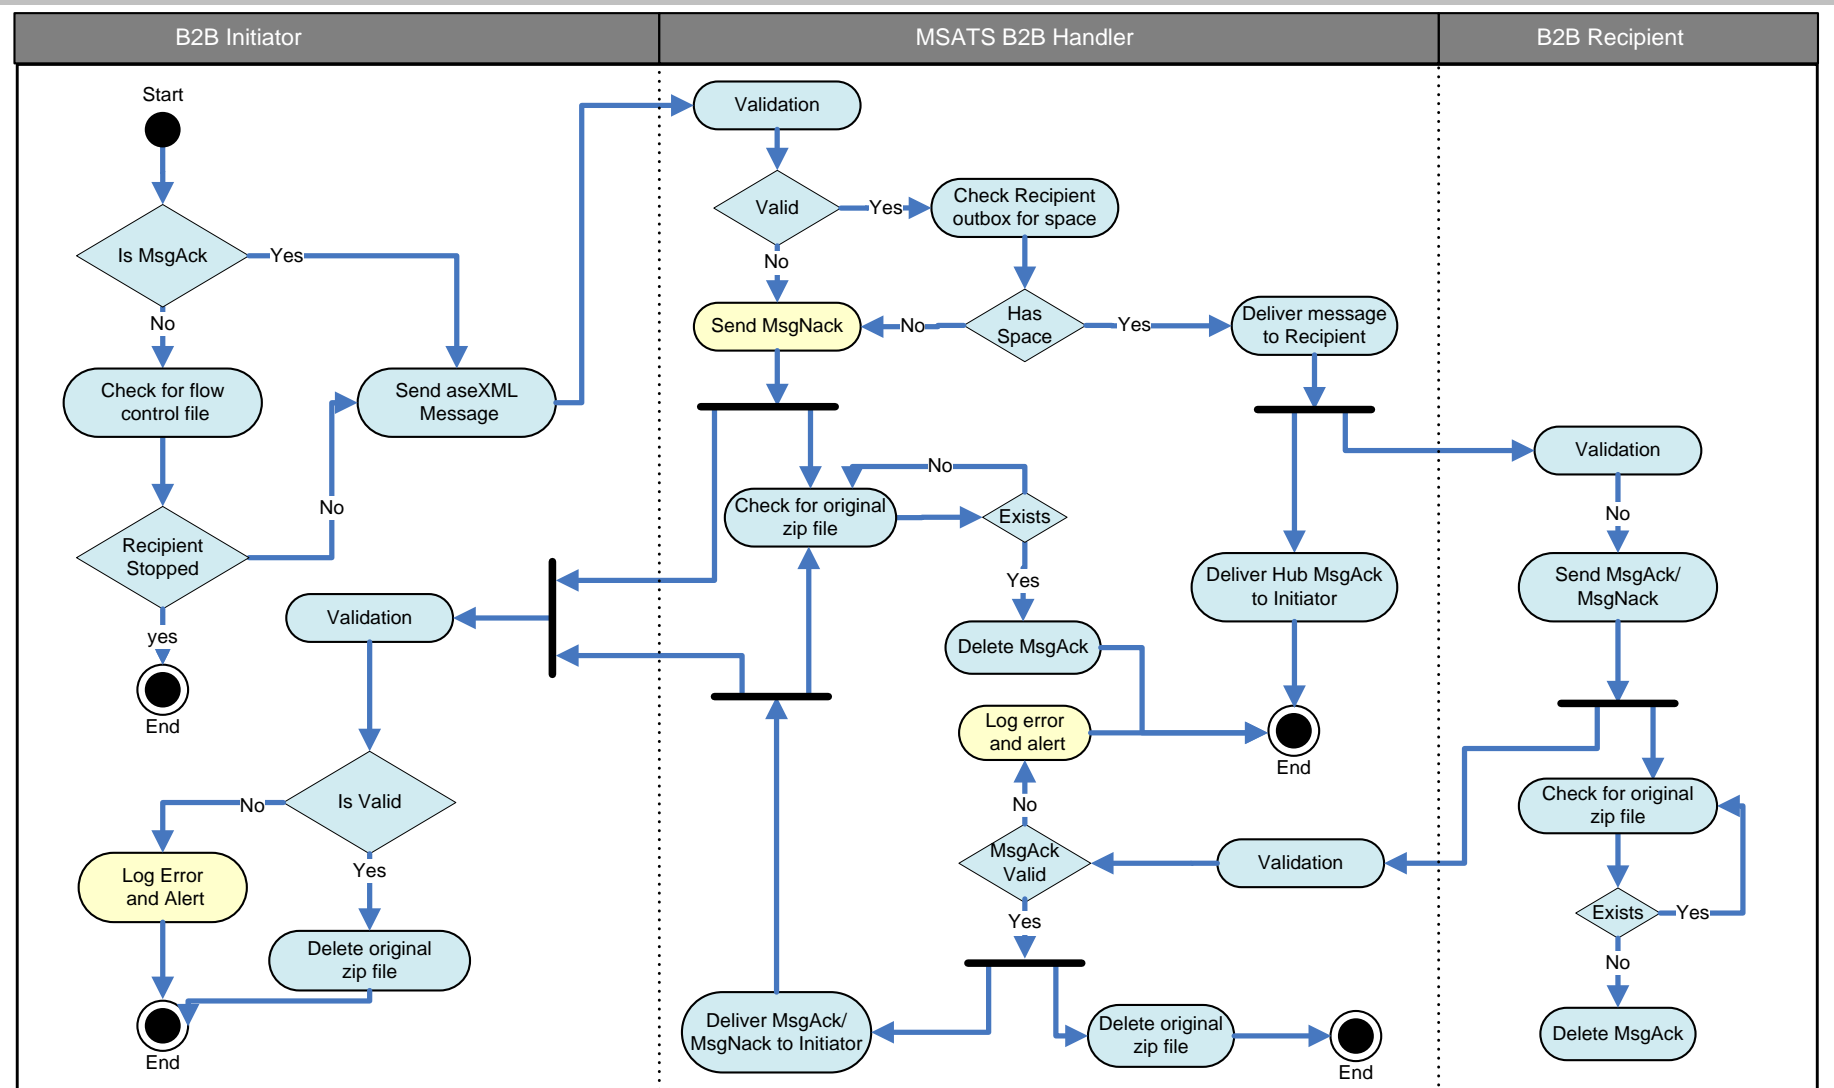 B2B Initiator
MSATS B2B Handler
B2B Recipient
Start
Is MsgAck
Yes
No
Check for flow
control file
Send aseXML
Message
No
Recipient
Stopped
yes
End
Validation
Is Valid
No
Yes
Log Error
and Alert
Delete original
zip file
End
Validation
Valid
Yes
Check Recipient
outbox for space
No
Send MsgNack
No
Has
Space
Yes
Deliver message
to Recipient
No
Check for original
zip file
Exists
Yes
Deliver Hub MsgAck
to Initiator
Delete MsgAck
Log error
and alert
End
No
MsgAck
Valid
Validation
Yes
Deliver MsgAck/
MsgNack to Initiator
Delete original
zip file
End
Validation
No
Send MsgAck/
MsgNack
Check for original
zip file
Exists
Yes
No
Delete MsgAck